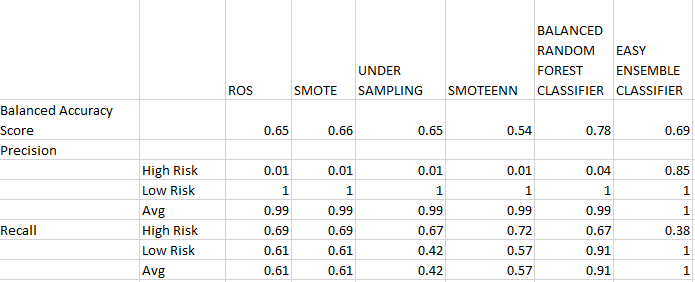 ROS SMOTE UNDER SAMPLING SMOTEENN BALANCED RANDOM FOREST CLASSIFIER EASY ENSEMBLE CLASSIFIER
Balanced Accuracy Score 0.65 0.66 0.65 0.54 0.78 0.69
Precision
High Risk 0.01 0.01 0.01 0.01 0.04 0.85
Low Risk 1 1 1 1 1 1
Avg 0.99 0.99 0.99 0.99 0.99 1
Recall High Risk 0.69 0.69 0.67 0.72 0.67 0.38
Low Risk 0.61 0.61 0.42 0.57 0.91 1
Avg 0.61 0.61 0.42 0.57 0.91 1